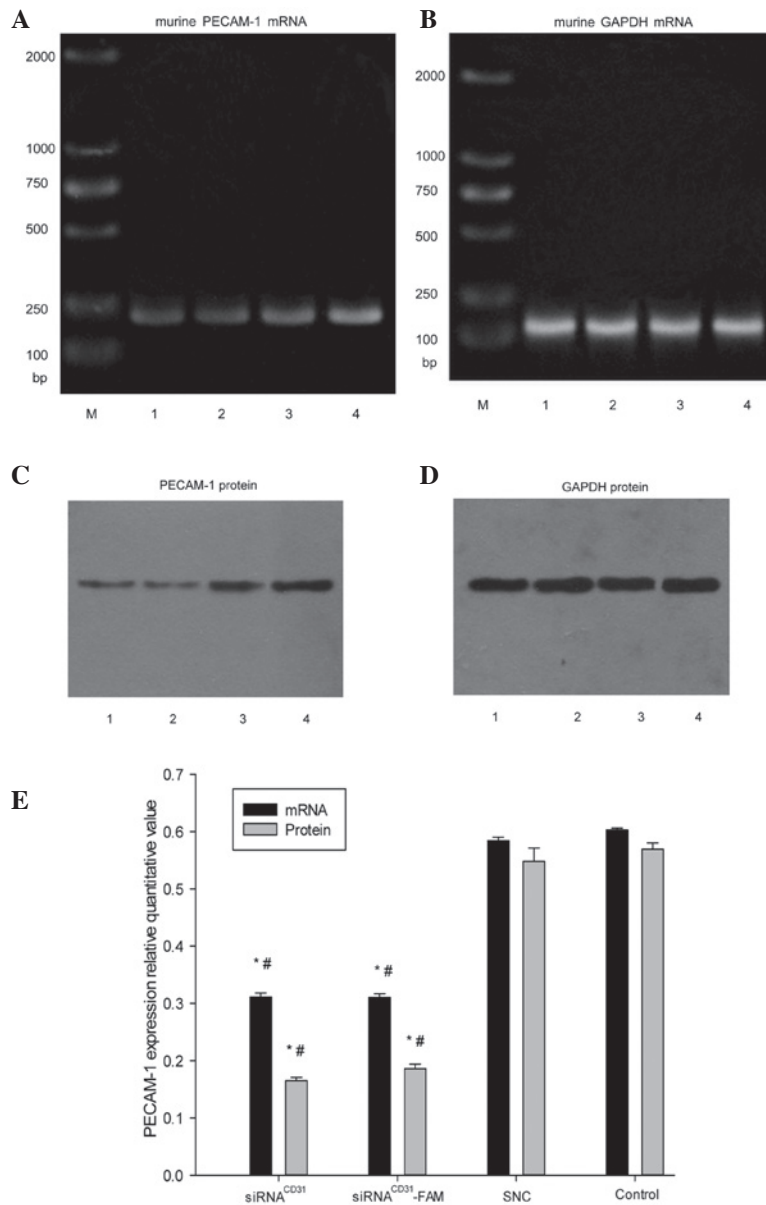 A
murine PECAM-1 mRNA
2000
1000
750
500
250
100
bp
M 1 2 3 4
B
murine GAPDH mRNA
2000
1000
750
500
250
100
bp
M 1 2 3 4
C
PECAM-1 protein
1 2 3 4
D
GAPDH protein
1 2 3 4
E
PECAM-1 expression relative quantitative value
0.7
0.6
0.5
0.4
0.3
0.2
0.1
0.0
mRNA
Protein
* #
* #
* #
* #
siRNA^CD31 siRNA^CD31-FAM SNC Control